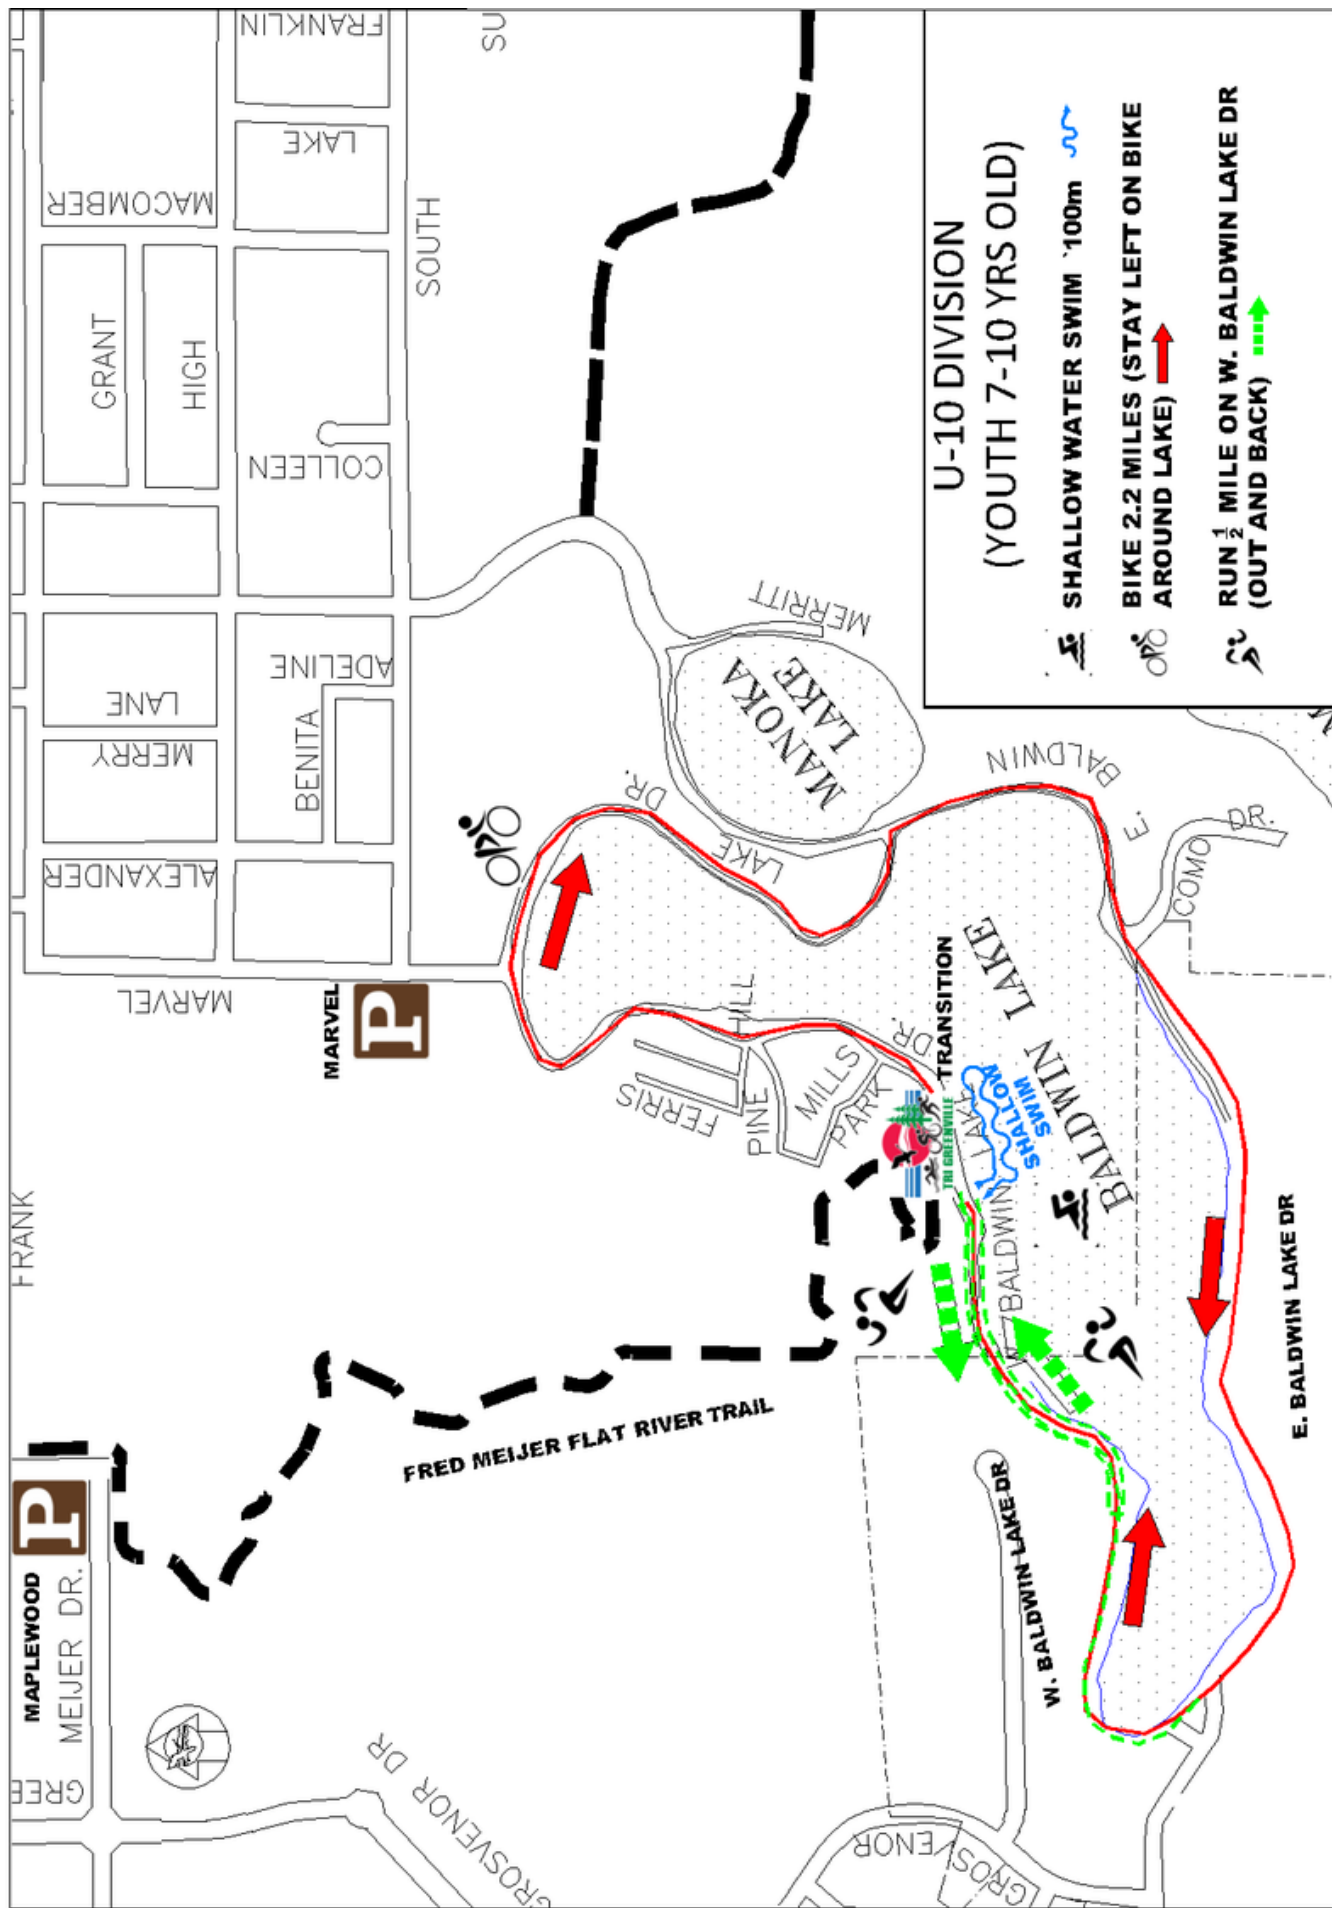 U-10 DIVISION
(YOUTH 7-10 YRS OLD)
SHALLOW WATER SWIM `100m
BIKE 2.2 MILES (STAY LEFT ON BIKE
AROUND LAKE)
RUN ½ MILE ON W. BALDWIN LAKE DR
(OUT AND BACK)
FRANKLIN
LAKE
MACOMBER
SOUTH
SU
GRANT
HIGH
COLLEEN
LANE
MERRY
ADELINE
BENITA
ALEXANDER
MARVEL
MARVEL
P
FRANK
MERRITT
MANOKA
LAKE
DR.
LAKE
E. BALDWIN
COMO
DR.
HILL
FERRIS
PINE
MILLS
PARK
DR.
TRANSITION
TRI GREENVILLE
LAKE
BALDWIN
W.
SHALLOW
SWIM
BALDWIN LAKE
E. BALDWIN LAKE DR
W. BALDWIN LAKE DR
FRED MEIJER FLAT RIVER TRAIL
MAPLEWOOD
P
MEIJER DR.
GREE
GROSVENOR DR
GROSVENOR